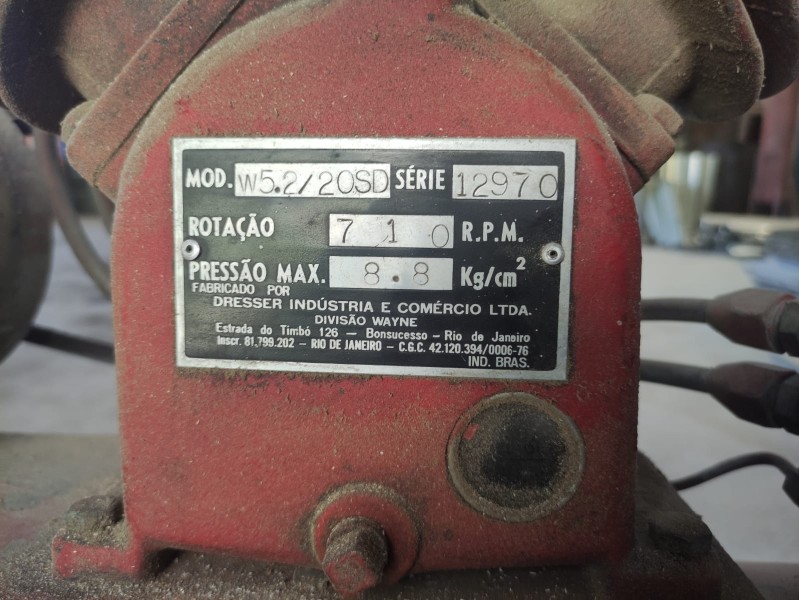 MOD. W5.2/20SD SÉRIE 12970
ROTAÇÃO 710 R.P.M.
PRESSÃO MAX. 8.8 Kg/cm²
FABRICADO POR
DRESSER INDÚSTRIA E COMÉRCIO LTDA.
DIVISÃO WAYNE
Estrada do Timbó 126 - Bonsucesso - Rio de Janeiro
Inscr. 81.799.202 - RIO DE JANEIRO - C.G.C. 42.120.394/0006-76
IND. BRAS.